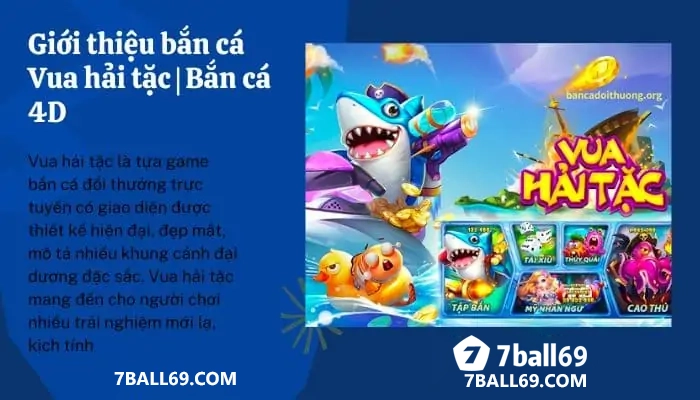 Giới thiệu bắn cá
Vua hải tặc|Bắn cá
4D
Vua hải tặc là tựa game
bắn cá đổi thưởng trực
tuyến có giao diện được
thiết kế hiện đại, đẹp mắt,
mô tả nhiều khung cảnh đại
dương đặc sắc. Vua hải tặc
mang đến cho người chơi
nhiều trải nghiệm mới lạ,
kịch tính
bancadoithuong.org
VUA
HẢI TẶC
TÀI XỈU
THỦY QUÁI
TẬP BẮN
MỸ NHÂN NGƯ
CAO THỦ
7ball69
7BALL69.COM
7BALL69.COM